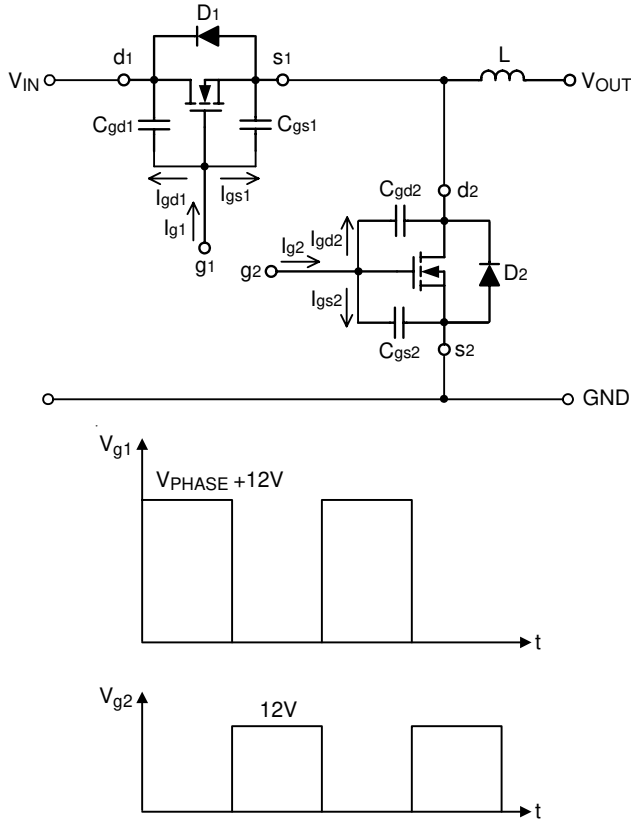 D1
d1
s1
L
VIN
VOUT
Cgd1
Cgs1
Igd1
Igs1
Ig1
g1
Cgd2
d2
Ig2
Igd2
g2
D2
Igs2
Cgs2
s2
GND
Vg1
VPHASE +12V
t
Vg2
12V
t